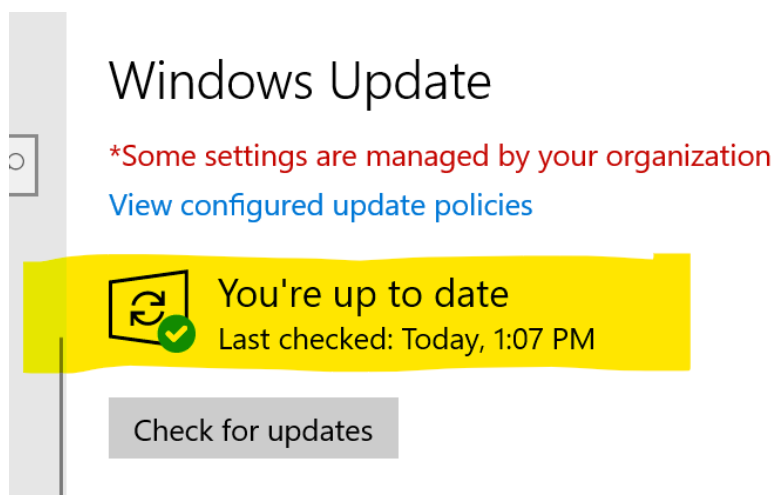 Windows Update
*Some settings are managed by your organization
View configured update policies
You're up to date
Last checked: Today, 1:07 PM
Check for updates